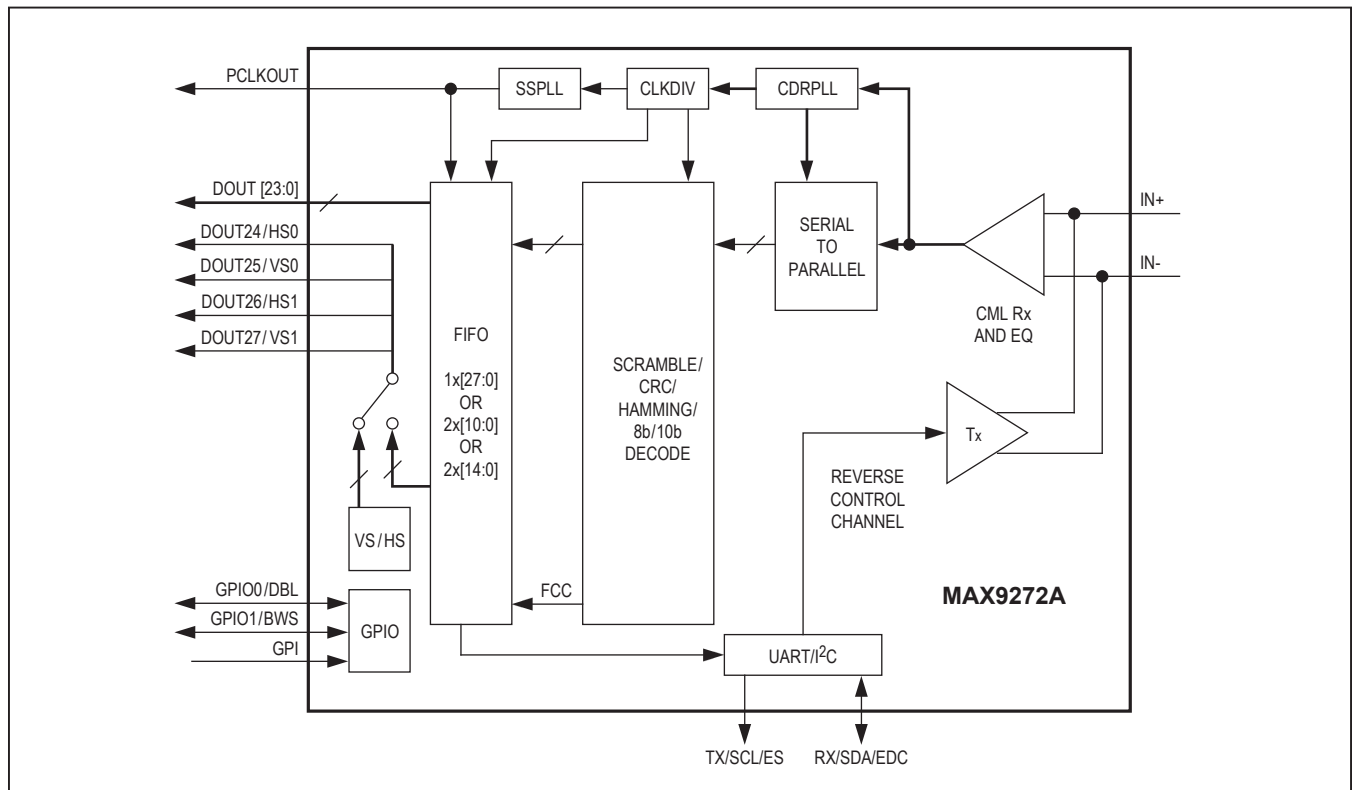 PCLKOUT
SSPLL
CLKDIV
CDRPLL
DOUT [23:0]
DOUT24/HS0
DOUT25/VS0
DOUT26/HS1
DOUT27/VS1
FIFO
1x[27:0]
OR
2x[10:0]
OR
2x[14:0]
SCRAMBLE/
CRC/
HAMMING/
8b/10b
DECODE
SERIAL
TO
PARALLEL
IN+
IN-
CML Rx
AND EQ
Tx
REVERSE
CONTROL
CHANNEL
VS/HS
MAX9272A
GPIO0/DBL
GPIO1/BWS
GPI
GPIO
FCC
UART/I²C
TX/SCL/ES
RX/SDA/EDC